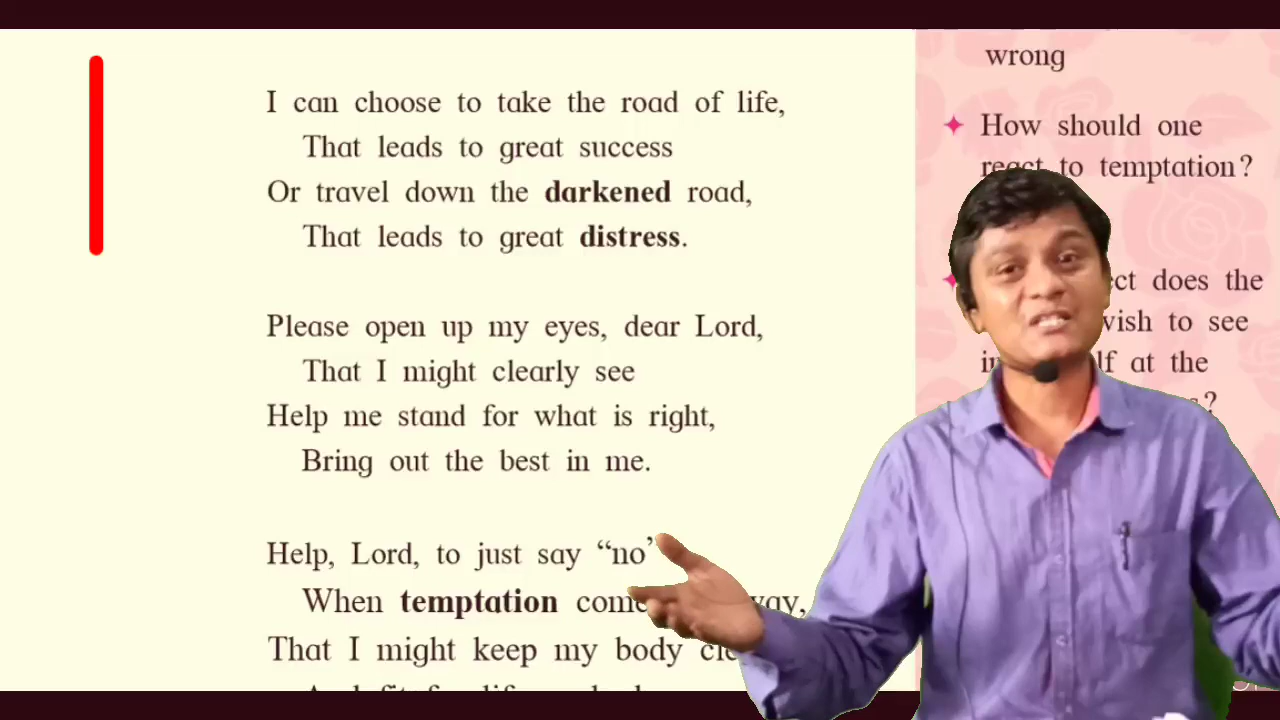 I can choose to take the road of life,
That leads to great success
Or travel down the darkened road,
That leads to great distress.
Please open up my eyes, dear Lord,
That I might clearly see
Help me stand for what is right,
Bring out the best in me.
Help, Lord, to just say “no”
When temptation
That I might keep my body
wrong
How should one
react to temptation?
does the
to see
at the